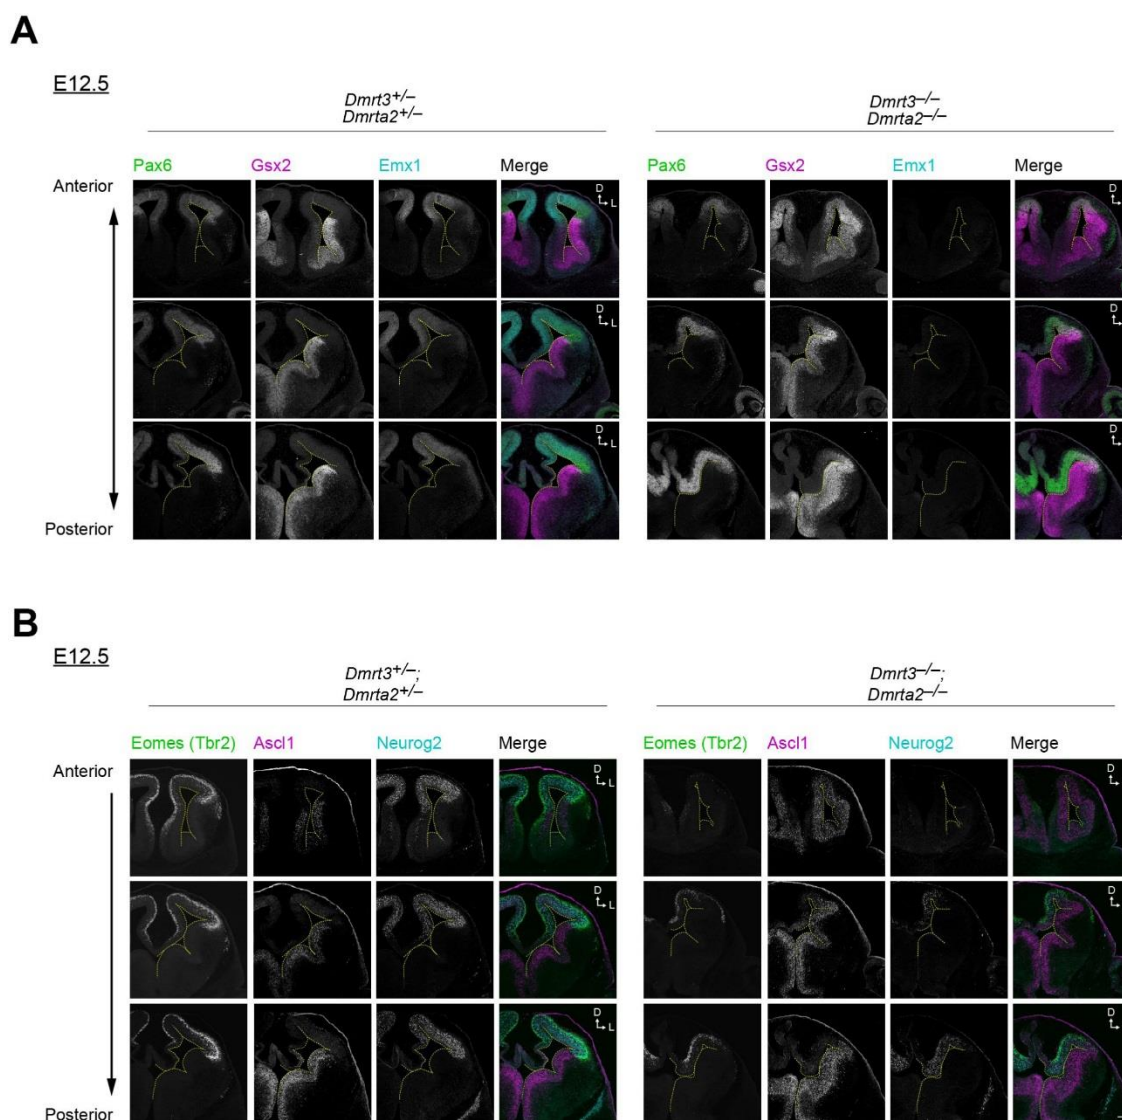 A
E12.5
Dmrt3+/–
Dmrta2+/–
Dmrt3–/–
Dmrta2–/–
Pax6 Gsx2 Emx1 Merge Pax6 Gsx2 Emx1 Merge
Anterior
D L D L
D L D L
D L D L
Posterior
B
E12.5
Dmrt3+/–;
Dmrta2+/–
Dmrt3–/–;
Dmrta2–/–
Eomes (Tbr2) Ascl1 Neurog2 Merge Eomes (Tbr2) Ascl1 Neurog2 Merge
Anterior
D L D L
D L D L
D L D L
Posterior